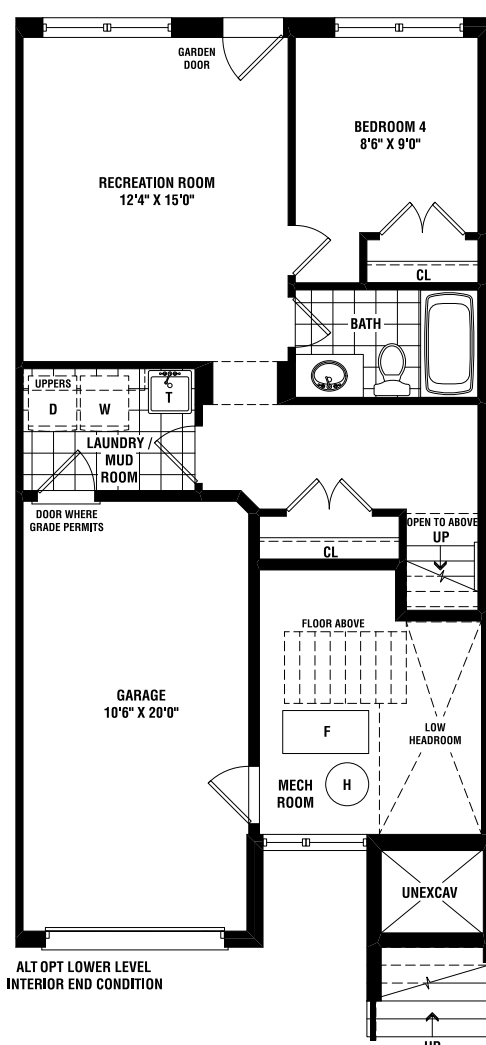 GARDEN
DOOR
BEDROOM 4
8'6" X 9'0"
RECREATION ROOM
12'4" X 15'0"
CL
BATH
UPPERS
D
W
T
LAUNDRY /
MUD
ROOM
DOOR WHERE
GRADE PERMITS
OPEN TO ABOVE
UP
CL
FLOOR ABOVE
GARAGE
10'6" X 20'0"
F
LOW
HEADROOM
MECH
ROOM
H
UNEXCAV
ALT OPT LOWER LEVEL
INTERIOR END CONDITION
UP